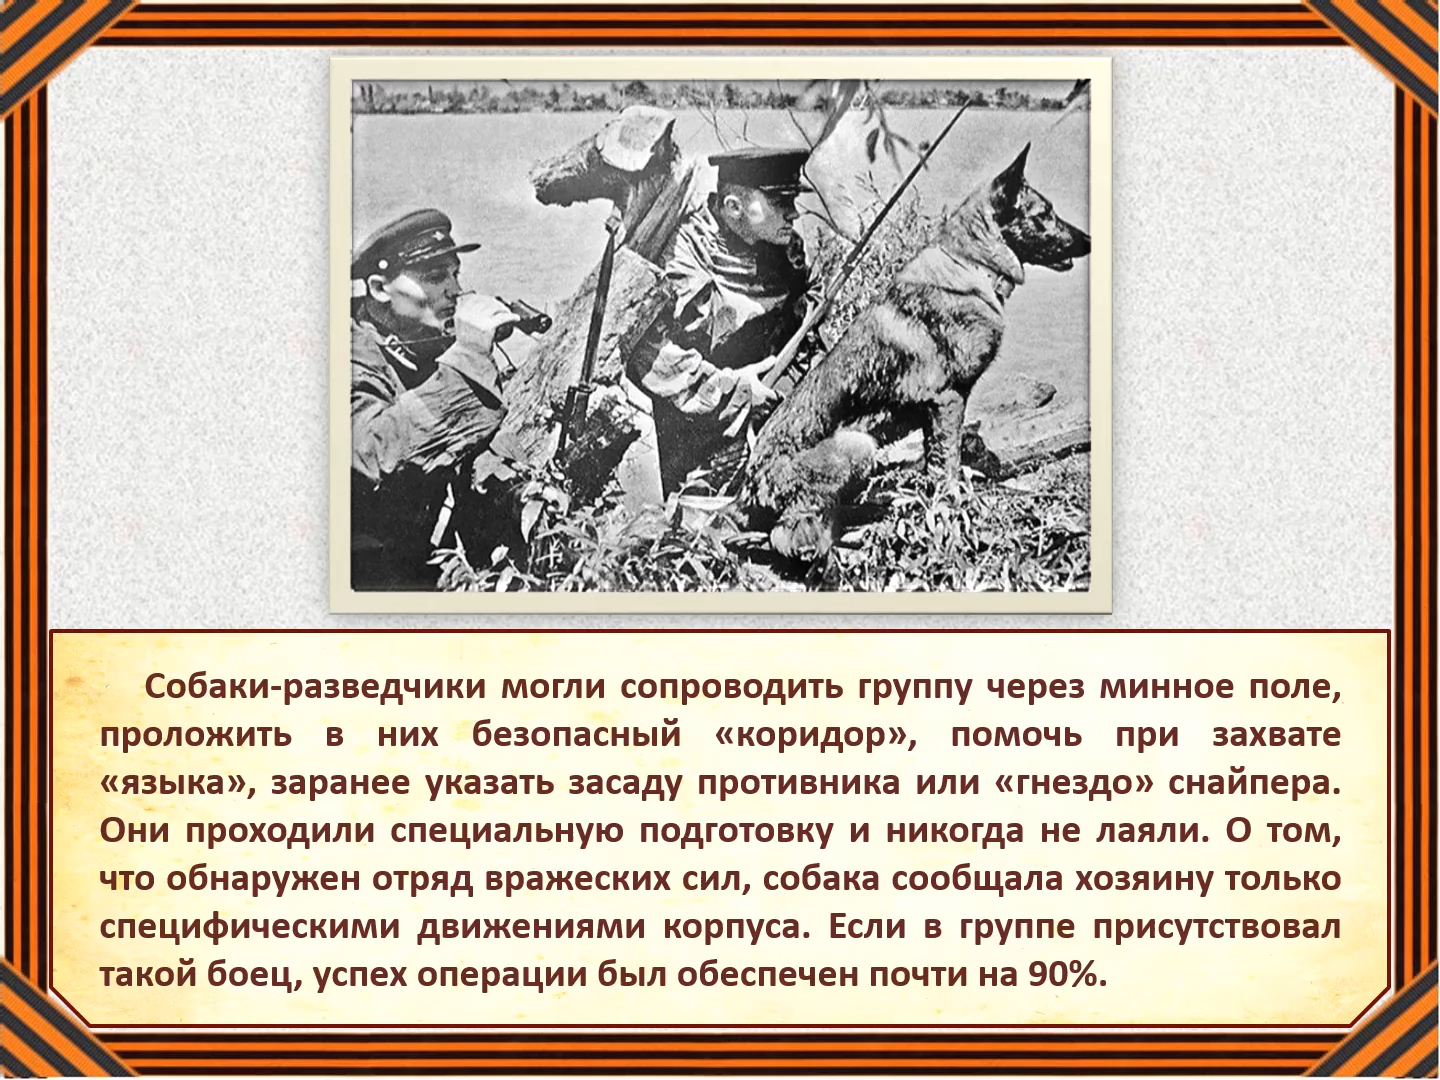 Собаки-разведчики могли сопроводить группу через минное поле,
проложить в них безопасный «коридор», помочь при захвате
«языка», заранее указать засаду противника или «гнездо» снайпера.
Они проходили специальную подготовку и никогда не лаяли. О том,
что обнаружен отряд вражеских сил, собака сообщала хозяину только
специфическими движениями корпуса. Если в группе присутствовал
такой боец, успех операции был обеспечен почти на 90%.